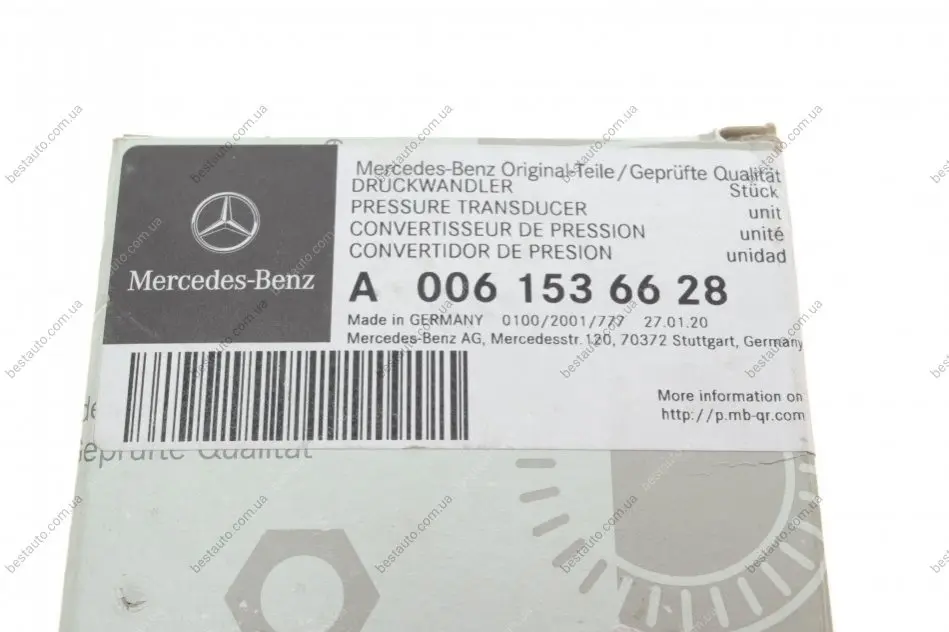 Mercedes-Benz Original-Teile/Geprüfte Qualität
DRUCKWANDLER Stück
PRESSURE TRANSDUCER unit
CONVERTISSEUR DE PRESSION unité
CONVERTIDOR DE PRESION unidad
Mercedes-Benz
A 006 153 66 28
Made in GERMANY 0100/2001/777 27.01.20
Mercedes-Benz AG, Mercedesstr. 120, 70372 Stuttgart, Germany
More information on
http://p.mb-qr.com
Geprüfte Qualität
bestauto.com.ua